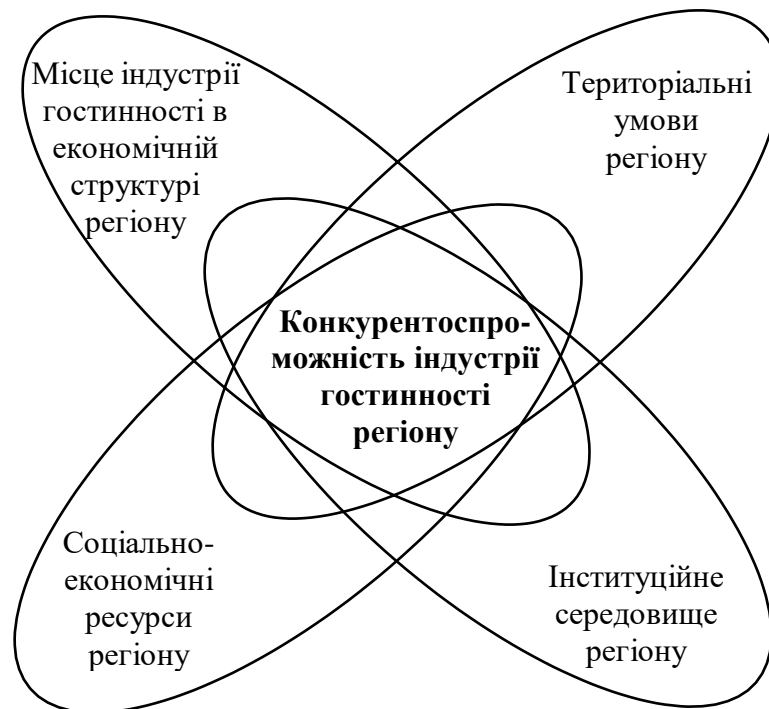 Місце індустрії
гостинності в
економічній
структурі
регіону
Територіальні
умови
регіону
Конкурентоспро-
можність індустрії
гостинності
регіону
Соціально-
економічні
ресурси
регіону
Інституційне
середовище
регіону